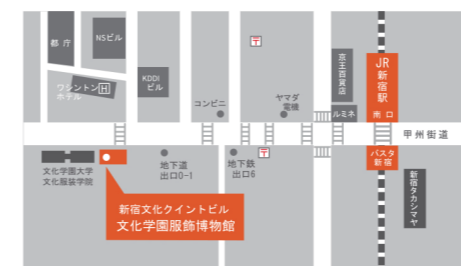 都 庁
NSビル
ワシントンH
ホテル
KDDI
ビル
コンビニ
〒
ヤマダ
電機
京王百貨店
ルミネ
JR
新宿駅
南 口
甲州街道
バスタ
新宿
新宿タカシマヤ
文化学園大学
文化服装学院
地下道
出口0-1
地下鉄
出口6
〒
新宿文化クイントビル
文化学園服飾博物館